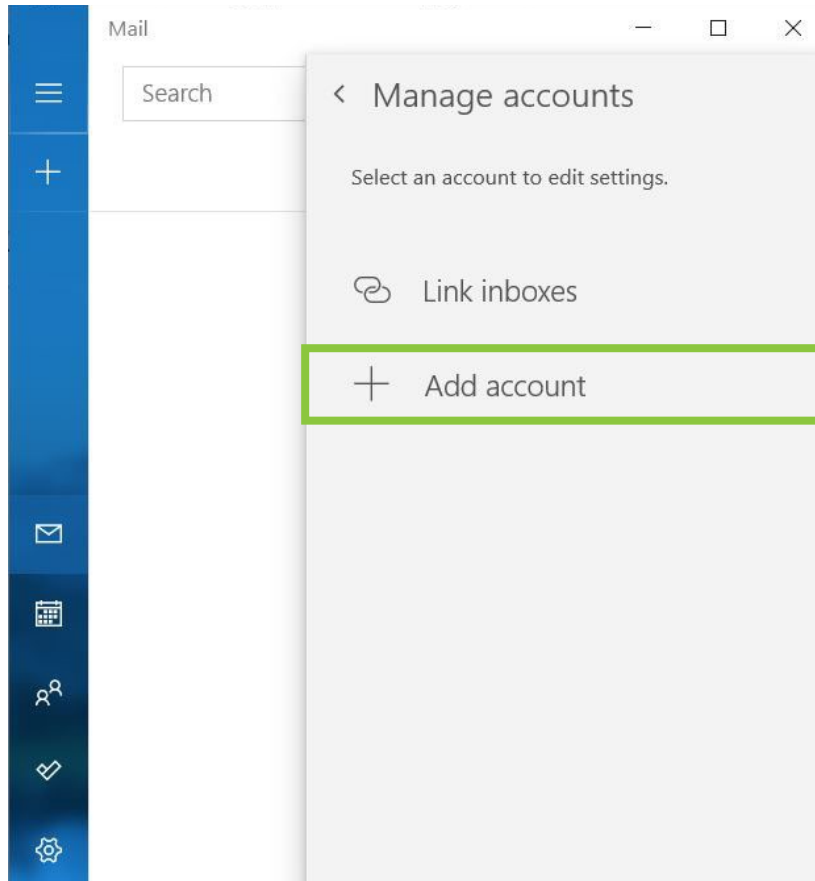 Mail
Search
Manage accounts
Select an account to edit settings.
Link inboxes
Add account